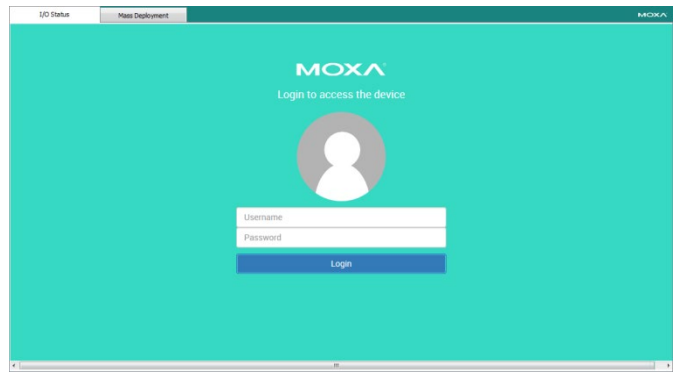 I/O Status
Mass Deployment
MOXA
MOXA
Login to access the device
Username
Password
Login